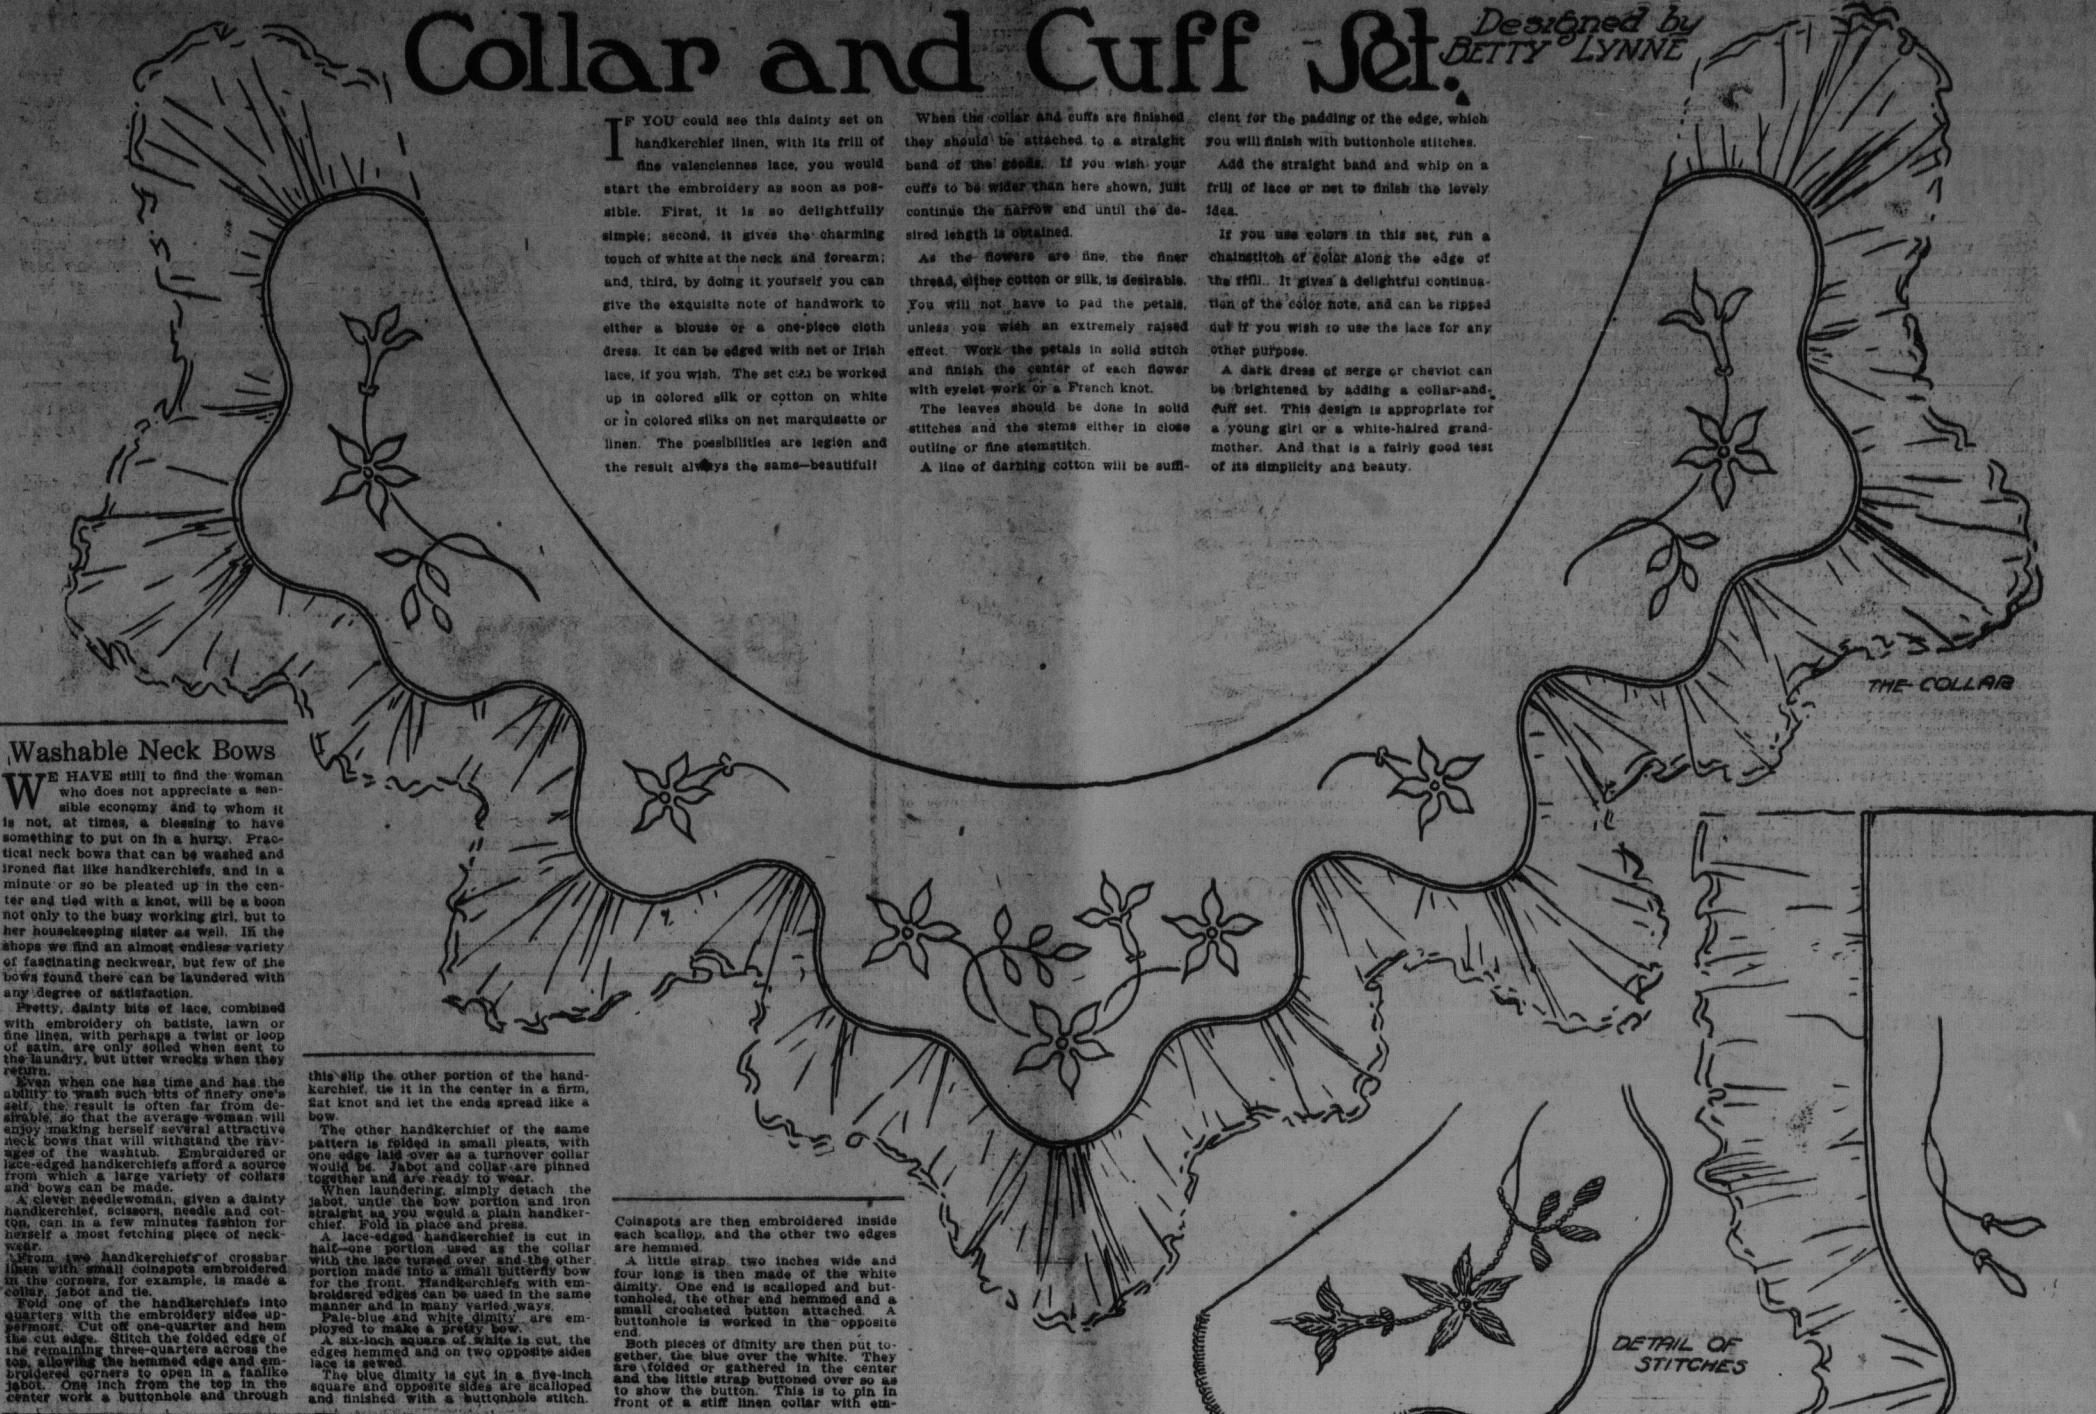 Collar and Cuff Set.
Designed by
BETTY LYNNE
IF YOU could see this dainty set on
handkerchief linen, with its frill of
fine valenciennes lace, you would
start the embroidery as soon as pos-
sible. First, it is so delightfully
simple; second, it gives the charming
touch of white at the neck and forearm;
and, third, by doing it yourself you can
give the exquisite note of handwork to
either a blouse or a one-piece cloth
dress. It can be edged with net or Irish
lace, if you wish. The set can be worked
up in colored silk or cotton on white
or in colored silks on net marquisette or
linen. The possibilities are legion and
the result always the same—beautiful!
When the collar and cuffs are finished
they should be attached to a straight
band of the goods. If you wish your
cuffs to be wider than here shown, just
continue the narrow end until the de-
sired length is obtained.
As the flowers are fine, the finer
thread, either cotton or silk, is desirable.
You will not have to pad the petals,
unless you wish an extremely raised
effect. Work the petals in solid stitch
and finish the center of each flower
with eyelet work or a French knot.
The leaves should be done in solid
stitches and the stems either in close
outline or fine stemstitch.
A line of darning cotton will be suffi-
cient for the padding of the edge, which
you will finish with buttonhole stitches.
Add the straight band and whip on a
frill of lace or net to finish the lovely
idea.
If you use colors in this set, run a
chainstitch of color along the edge of
the frill. It gives a delightful continua-
tion of the color note, and can be ripped
out if you wish to use the lace for any
other purpose.
A dark dress of serge or cheviot can
be brightened by adding a collar-and-
cuff set. This design is appropriate for
a young girl or a white-haired grand-
mother. And that is a fairly good test
of its simplicity and beauty.
THE COLLAR
Washable Neck Bows
WE HAVE still to find the woman
who does not appreciate a sen-
sible economy and to whom it
is not, at times, a blessing to have
something to put on in a hurry. Prac-
tical neck bows that can be washed and
ironed flat like handkerchiefs, and in a
minute or so be pleated up in the cen-
ter and tied with a knot, will be a boon
not only to the busy working girl, but to
her housekeeping sister as well. In the
shops we find an almost endless variety
of fascinating neckwear, but few of the
bows found there can be laundered with
any degree of satisfaction.
Pretty, dainty bits of lace, combined
with embroidery on batiste, lawn or
fine linen, with perhaps a twist or loop
of satin, are only soiled when sent to
the laundry, but utter wrecks when they
return.
Even when one has time and has the
ability to wash such bits of finery one's
self, the result is often far from de-
sirable, so that the average woman will
enjoy making herself several attractive
neck bows that will withstand the rav-
ages of the washtub. Embroidered or
lace-edged handkerchiefs afford a source
from which a large variety of collars
and bows can be made.
A clever needlewoman, given a dainty
handkerchief, scissors, needle and cot-
ton, can in a few minutes fashion for
herself a most fetching piece of neck-
wear.
From two handkerchiefs of crossbar
linen with small coinspots embroidered
in the corners, for example, is made a
collar, jabot and tie.
Fold one of the handkerchiefs into
quarters with the embroidery sides up-
permost. Cut off one-quarter and hem
the cut edge. Stitch the folded edge of
the remaining three-quarters across the
top, allowing the hemmed edge and em-
broidered corners to open in a fanlike
jabot. One inch from the top in the
center work a buttonhole and through
this slip the other portion of the hand-
kerchief, tie it in the center in a firm,
flat knot and let the ends spread like a
bow.
The other handkerchief of the same
pattern is folded in small pleats, with
one edge laid over as a turnover collar
would be. Jabot and collar are pinned
together and are ready to wear.
When laundering, simply detach the
jabot, untie the bow portion and iron
straight as you would a plain handker-
chief. Fold in place and press.
A lace-edged handkerchief is cut in
half—one portion used as the collar
with the lace turned over and the other
portion made into a small butterfly bow
for the front. Handkerchiefs with em-
broidered edges can be used in the same
manner and in many varied ways.
Pale-blue and white dimity are em-
ployed to make a pretty bow.
A six-inch square of white is cut, the
edges hemmed and on two opposite sides
lace is sewed.
The blue dimity is cut in a five-inch
square and opposite sides are scalloped
and finished with a buttonhole stitch.
Coinspots are then embroidered inside
each scallop, and the other two edges
are hemmed.
A little strap two inches wide and
four long is then made of the white
dimity. One end is scalloped and but-
tonholed, the other end hemmed and a
small crocheted button attached. A
buttonhole is worked in the opposite
end.
Both pieces of dimity are then put to-
gether, the blue over the white. They
are folded or gathered in the center
and the little strap buttoned over so as
to show the button. This is to pin in
front of a stiff linen collar with em-
DETAIL OF
STITCHES